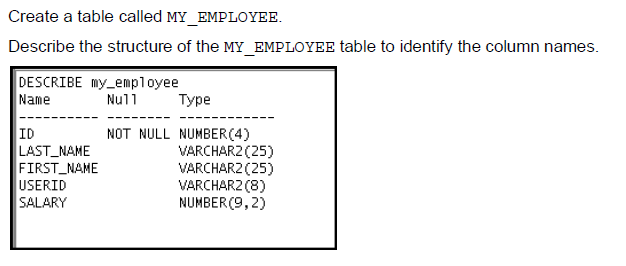 Create a table called MY_EMPLOYEE.
Describe the structure of the MY_EMPLOYEE table to identify the column names.
DESCRIBE my_employee
Name Null Type
---------- -------- -------------
ID NOT NULL NUMBER(4)
LAST_NAME VARCHAR2(25)
FIRST_NAME VARCHAR2(25)
USERID VARCHAR2(8)
SALARY NUMBER(9,2)